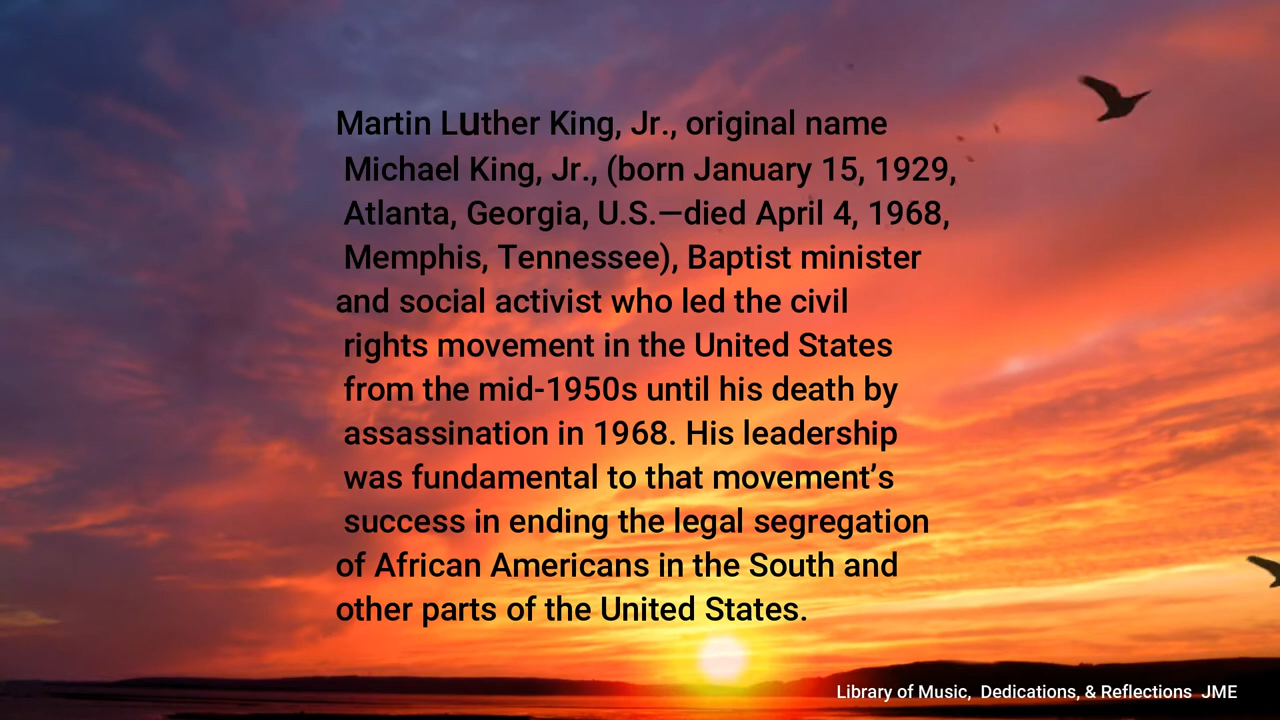 Martin Luther King, Jr., original name
Michael King, Jr., (born January 15, 1929,
Atlanta, Georgia, U.S.—died April 4, 1968,
Memphis, Tennessee), Baptist minister
and social activist who led the civil
rights movement in the United States
from the mid-1950s until his death by
assassination in 1968. His leadership
was fundamental to that movement’s
success in ending the legal segregation
of African Americans in the South and
other parts of the United States.
Library of Music, Dedications, & Reflections JME